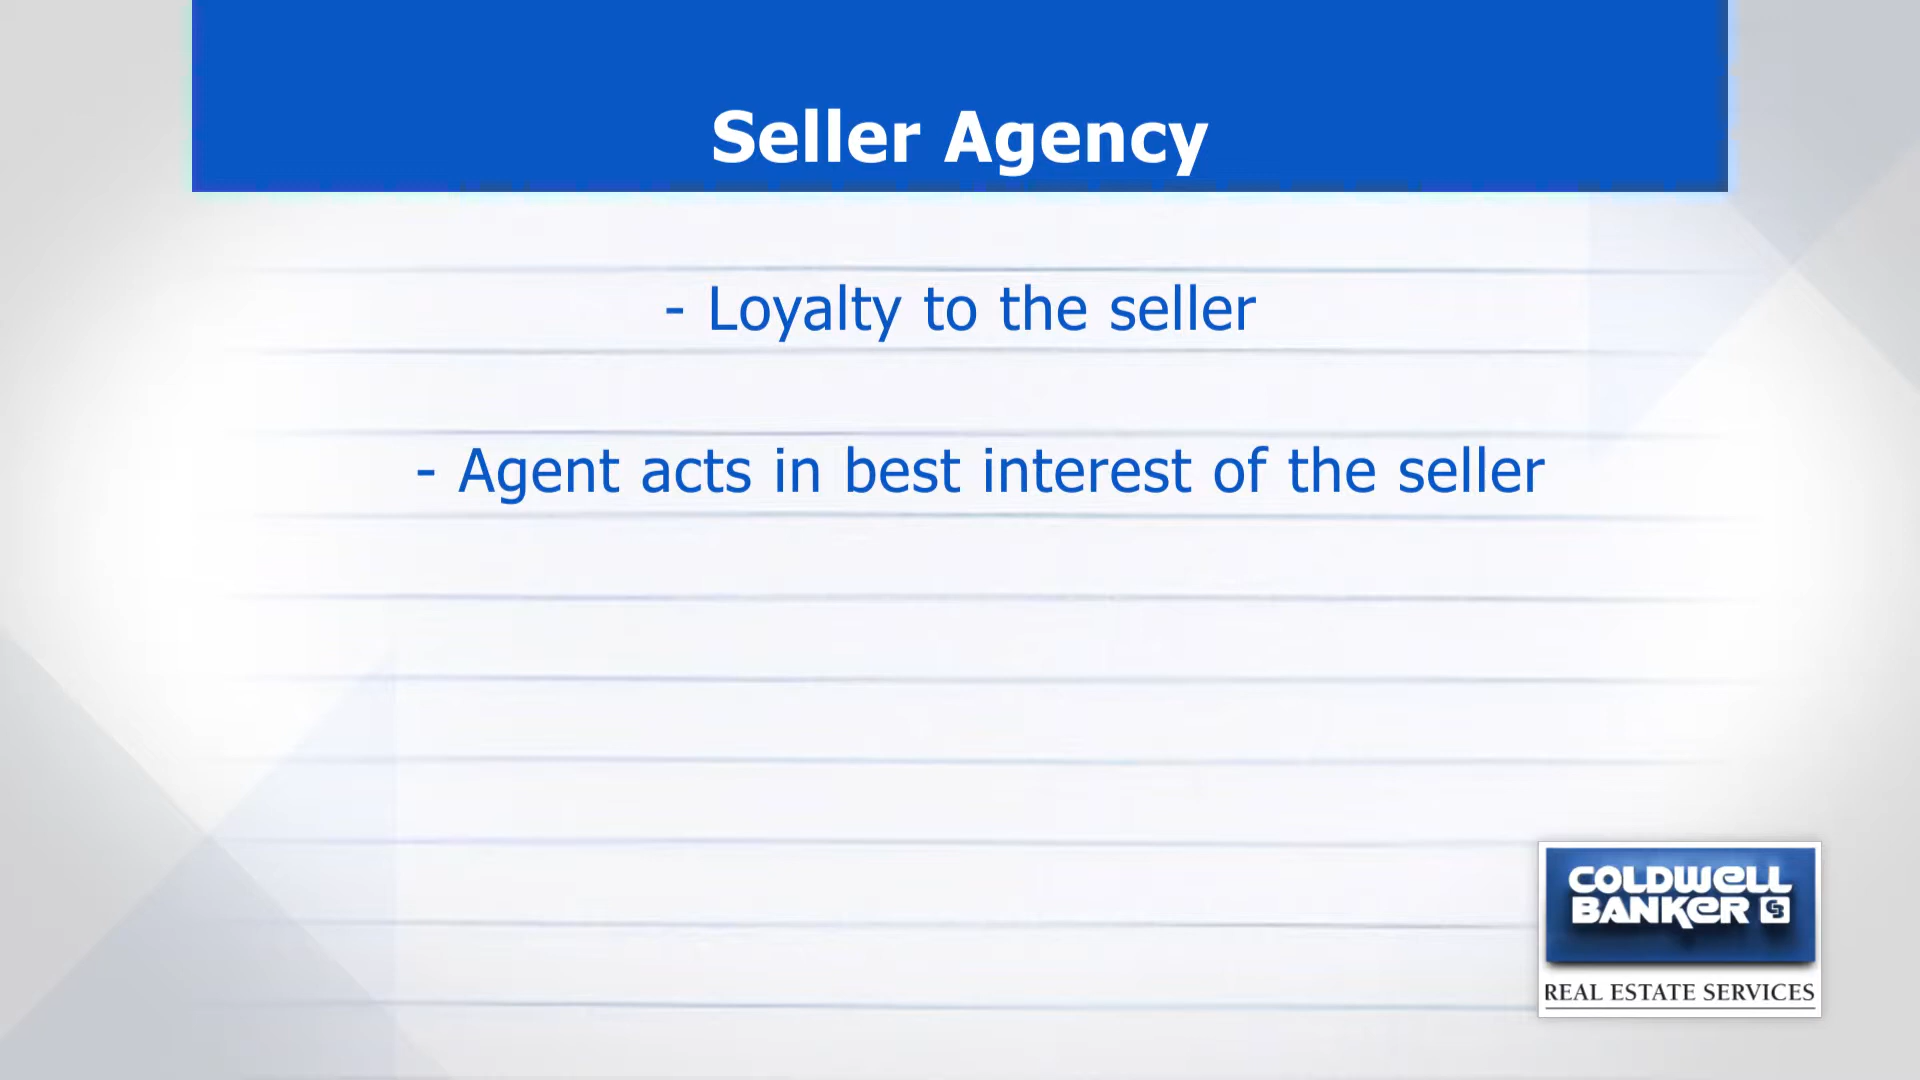 Seller Agency
- Loyalty to the seller
- Agent acts in best interest of the seller
COLDWELL
BANKER CB
REAL ESTATE SERVICES